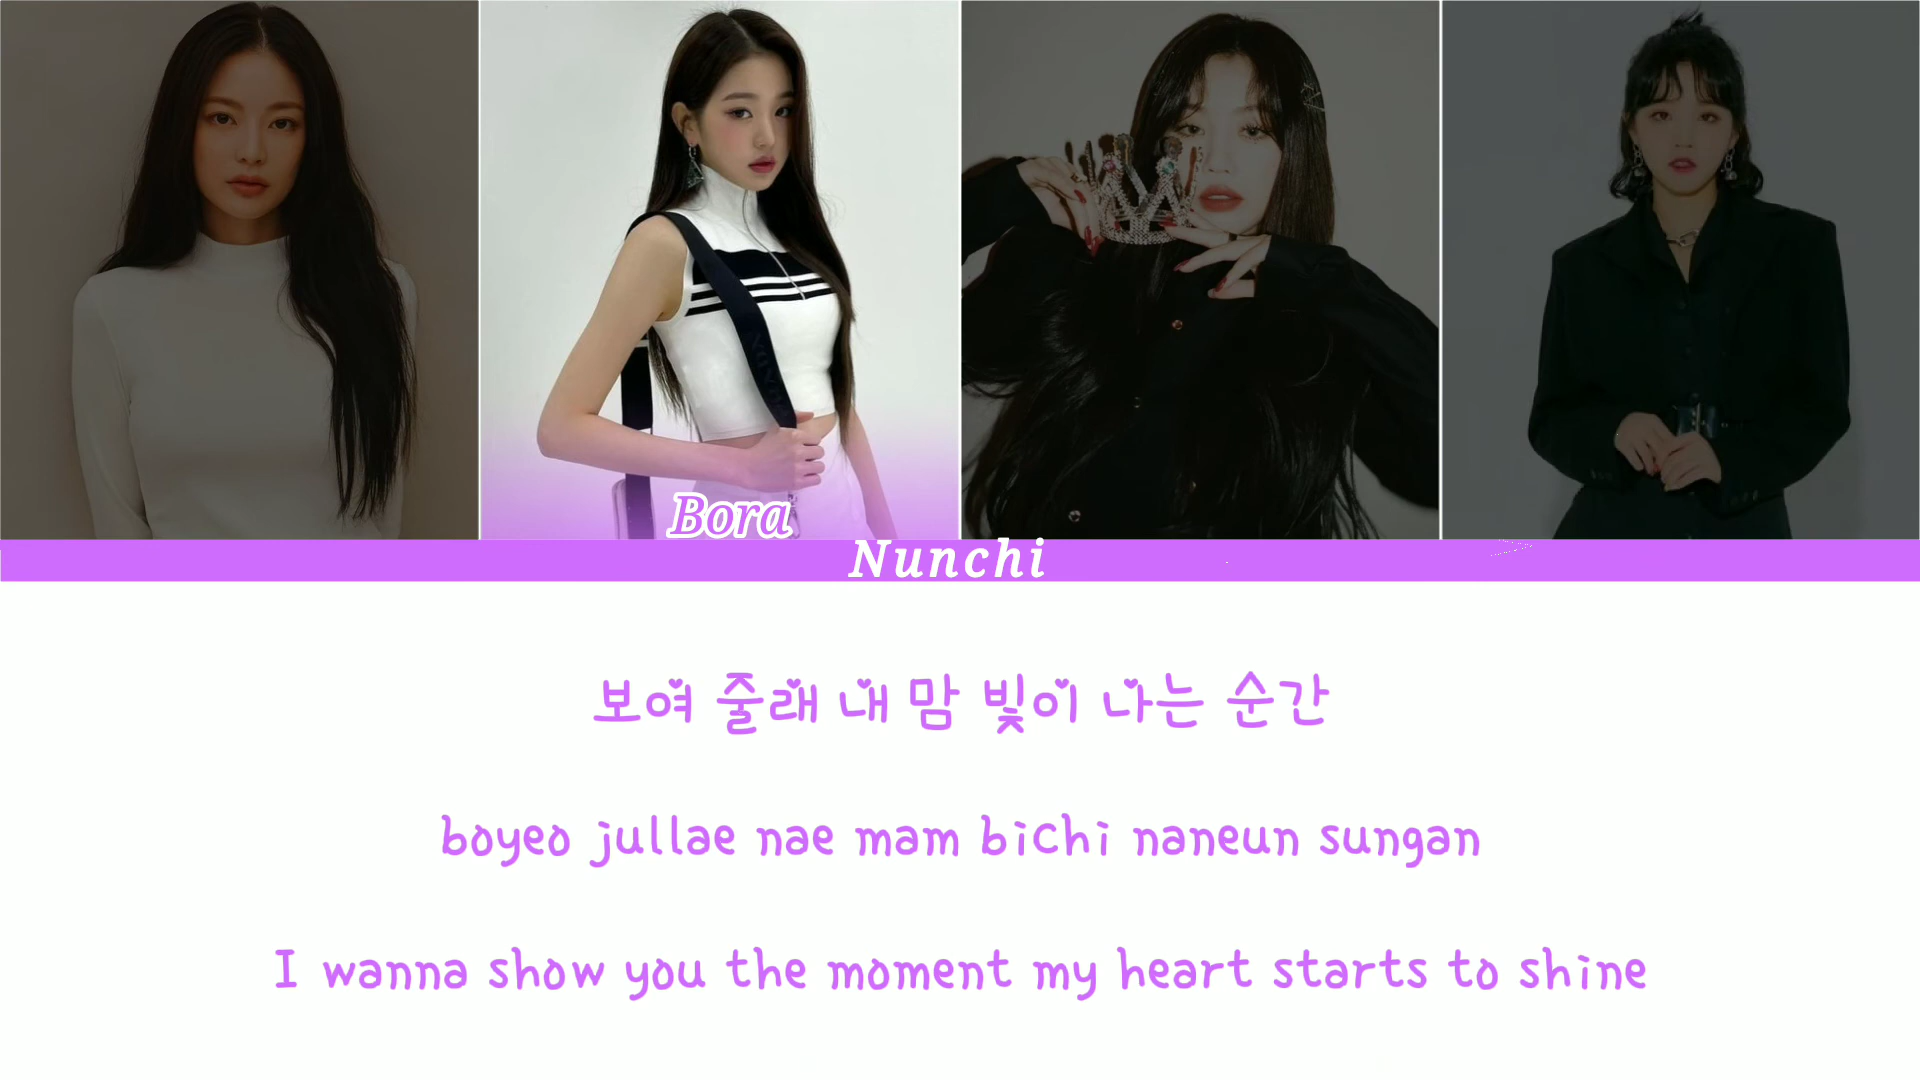 Bora
Nunchi
보여 줄래 내 맘 빛이 나는 순간
boyeo jullae nae mam bichi naneun sungan
I wanna show you the moment my heart starts to shine